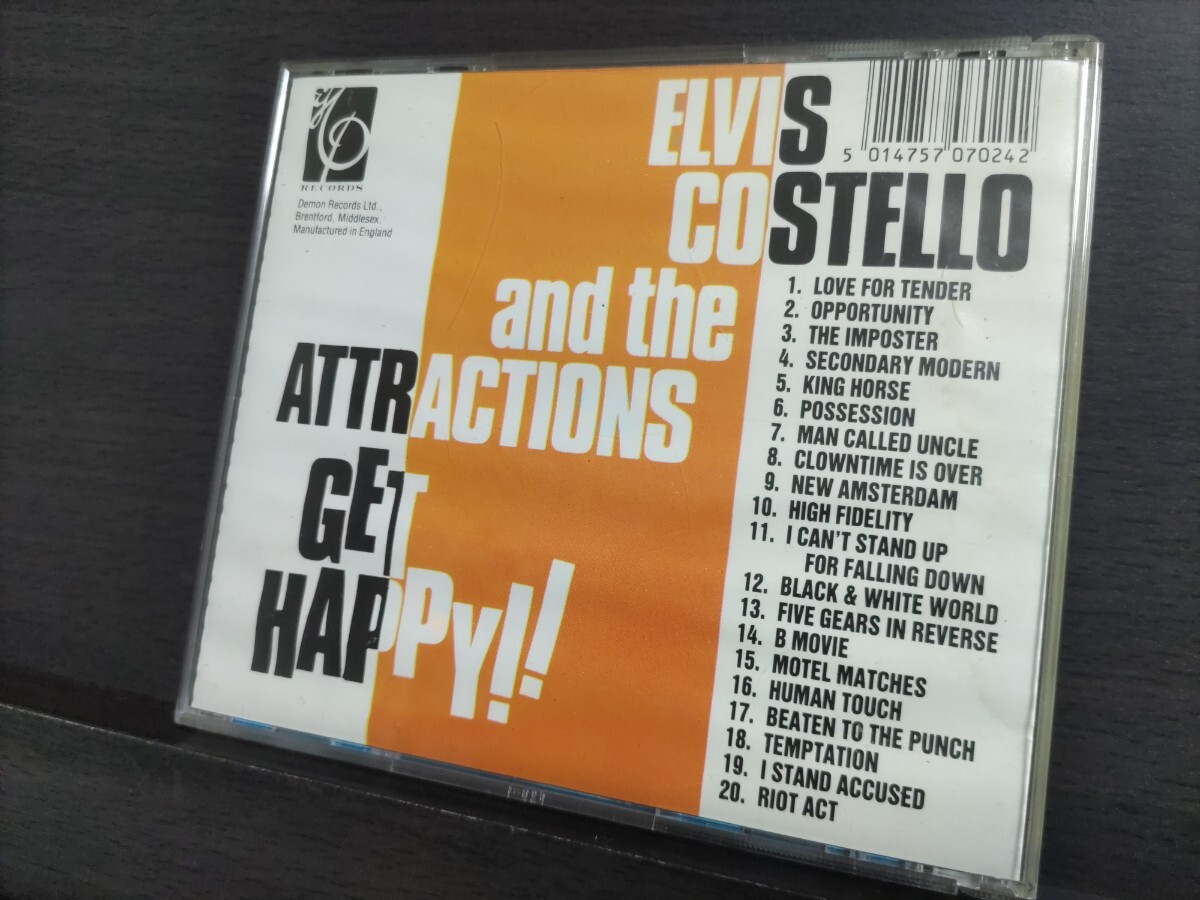 RECORDS
Demon Records Ltd.,
Brentford, Middlesex.
Manufactured in England
ELVIS
COSTELLO
and the
ATTRACTIONS
GET
HAPPY!!
5 014757 070242
1. LOVE FOR TENDER
2. OPPORTUNITY
3. THE IMPOSTER
4. SECONDARY MODERN
5. KING HORSE
6. POSSESSION
7. MAN CALLED UNCLE
8. CLOWNTIME IS OVER
9. NEW AMSTERDAM
10. HIGH FIDELITY
11. I CAN'T STAND UP
FOR FALLING DOWN
12. BLACK & WHITE WORLD
13. FIVE GEARS IN REVERSE
14. B MOVIE
15. MOTEL MATCHES
16. HUMAN TOUCH
17. BEATEN TO THE PUNCH
18. TEMPTATION
19. I STAND ACCUSED
20. RIOT ACT